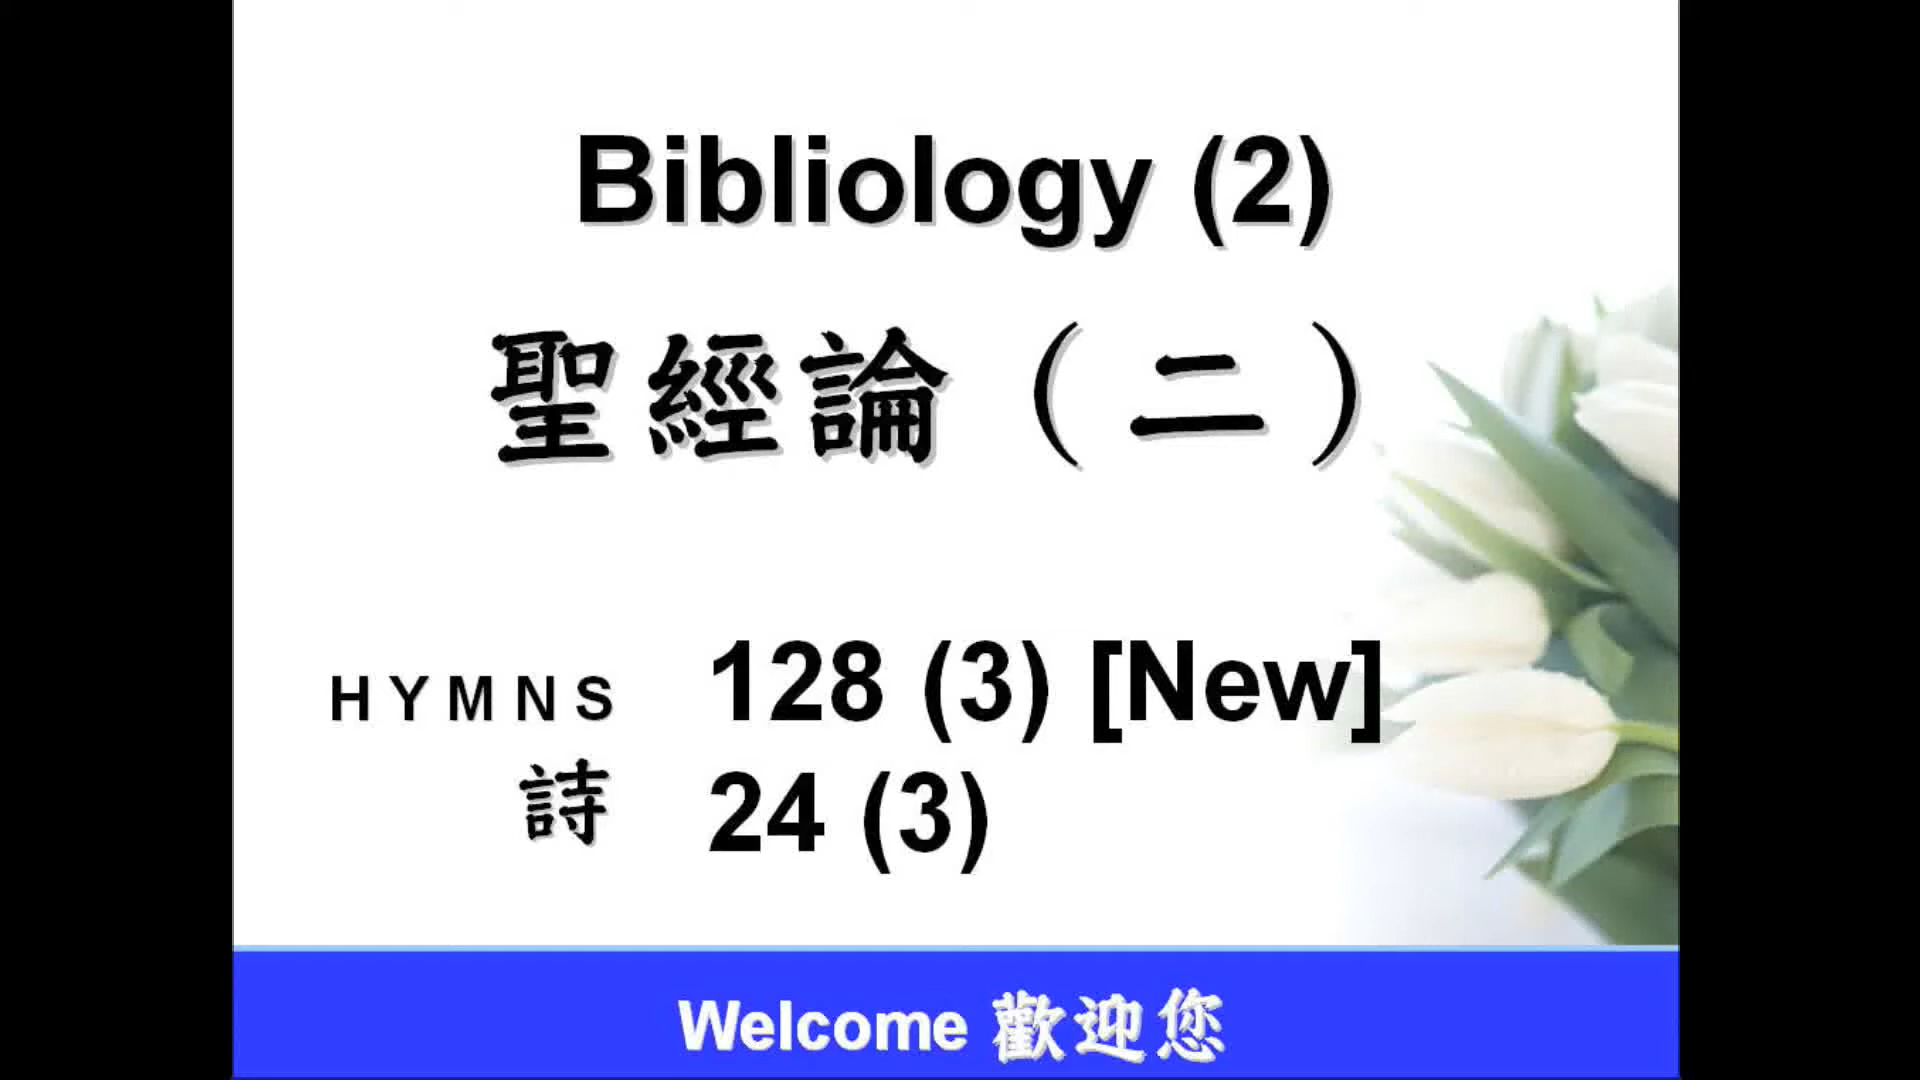 Bibliology (2)
聖經論（二）
HYMNS 128 (3) [New]
詩 24 (3)
Welcome 歡迎您